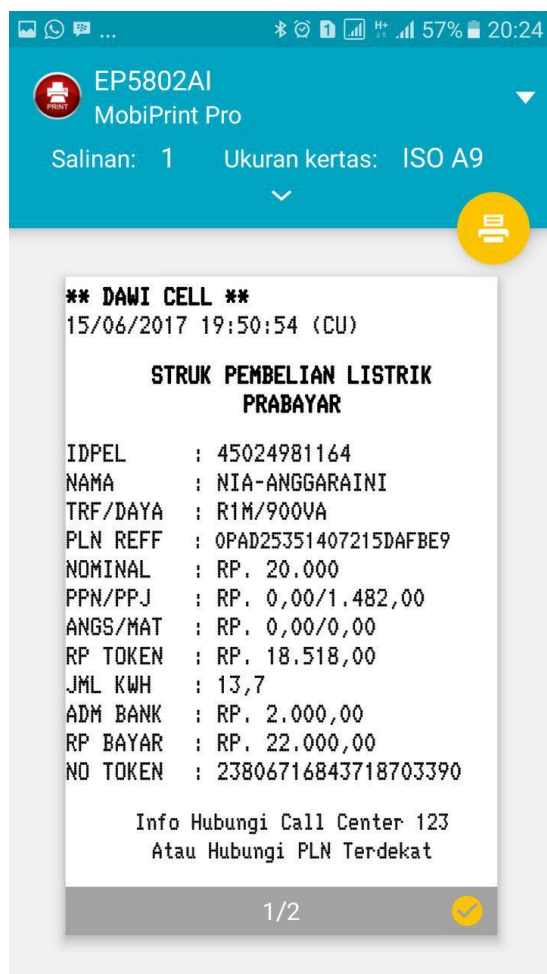 ... 57% 20:24
EP5802AI
MobiPrint Pro
Salinan: 1 Ukuran kertas: ISO A9
PRINT
** DAWI CELL **
15/06/2017 19:50:54 (CU)
STRUK PEMBELIAN LISTRIK
PRABAYAR
IDPEL : 45024981164
NAMA : NIA-ANGGARAINI
TRF/DAYA : R1M/900VA
PLN REFF : 0PAD25351407215DAFBE9
NOMINAL : RP. 20.000
PPN/PPJ : RP. 0,00/1.482,00
ANGS/MAT : RP. 0,00/0,00
RP TOKEN : RP. 18.518,00
JML KWH : 13,7
ADM BANK : RP. 2.000,00
RP BAYAR : RP. 22.000,00
NO TOKEN : 23806716843718703390
Info Hubungi Call Center 123
Atau Hubungi PLN Terdekat
1/2